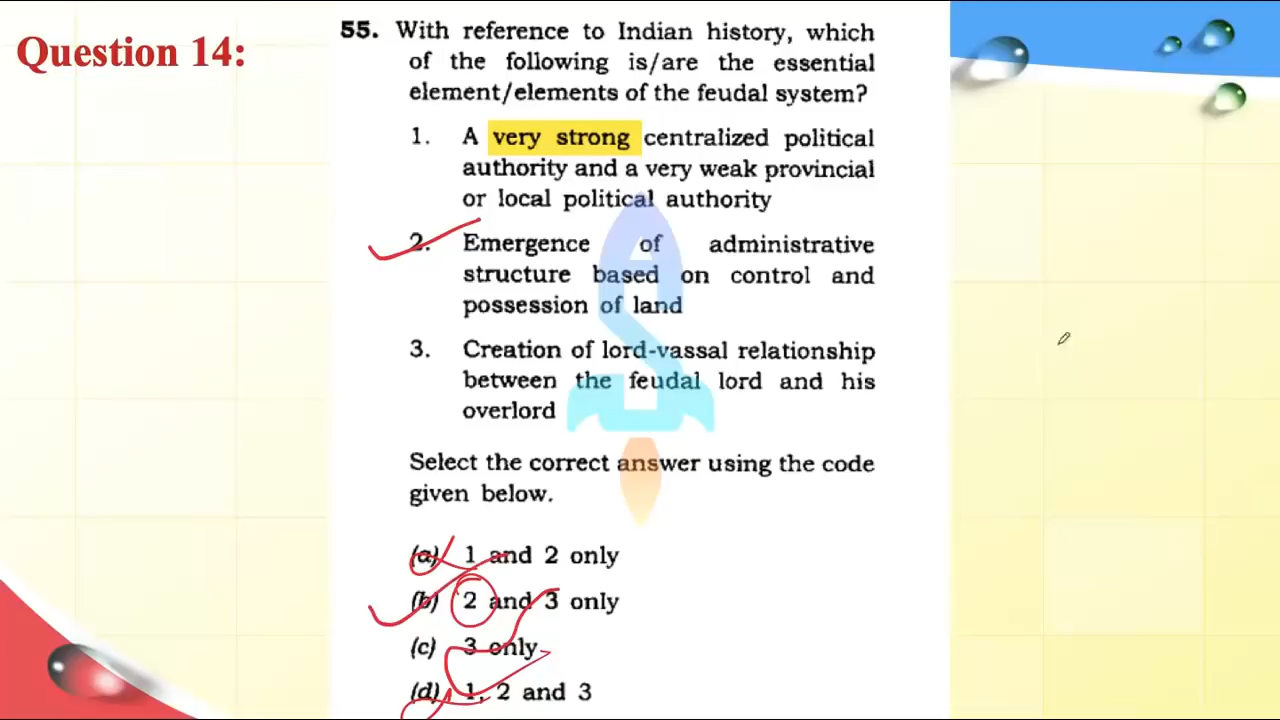 Question 14:
55. With reference to Indian history, which
of the following is/are the essential
element/elements of the feudal system?
1. A very strong centralized political
authority and a very weak provincial
or local political authority
2. Emergence of administrative
structure based on control and
possession of land
3. Creation of lord-vassal relationship
between the feudal lord and his
overlord
Select the correct answer using the code
given below.
(a) 1 and 2 only
(b) 2 and 3 only
(c) 3 only
(d) 1, 2 and 3